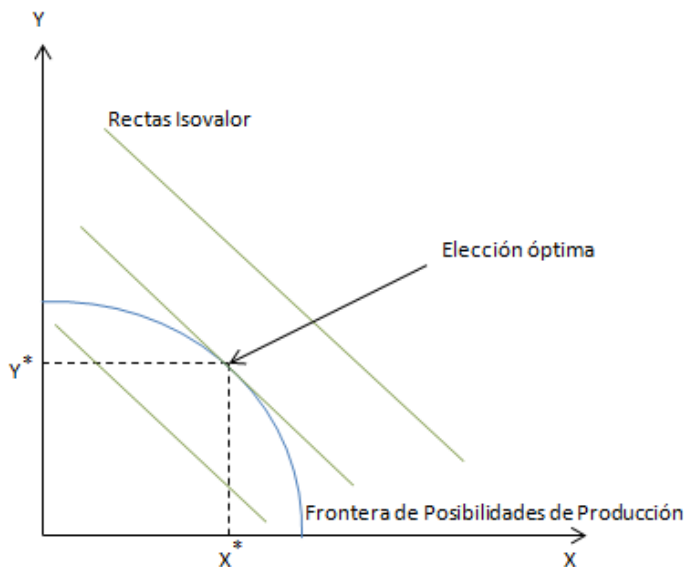 Y
Rectas Isovalor
Elección óptima
Y*
Frontera de Posibilidades de Producción
X*
X